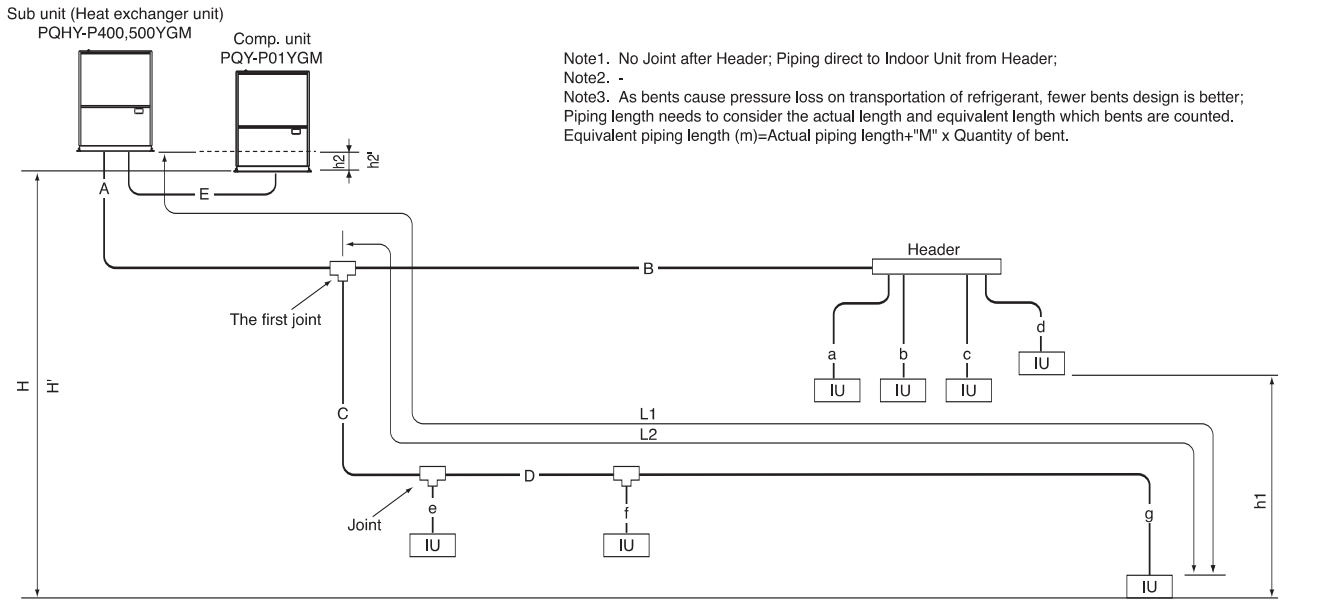 Sub unit (Heat exchanger unit)
PQHY-P400,500YGM
Comp. unit
PQY-P01YGM
Note1. No Joint after Header; Piping direct to Indoor Unit from Header;
Note2. -
Note3. As bents cause pressure loss on transportation of refrigerant, fewer bents design is better;
Piping length needs to consider the actual length and equivalent length which bents are counted.
Equivalent piping length (m)=Actual piping length+"M" x Quantity of bent.
h2
h2'
A
E
Header
B
The first joint
a
b
c
d
IU
IU
IU
IU
H
H'
C
L1
L2
D
h1
Joint
e
f
g
IU
IU
IU